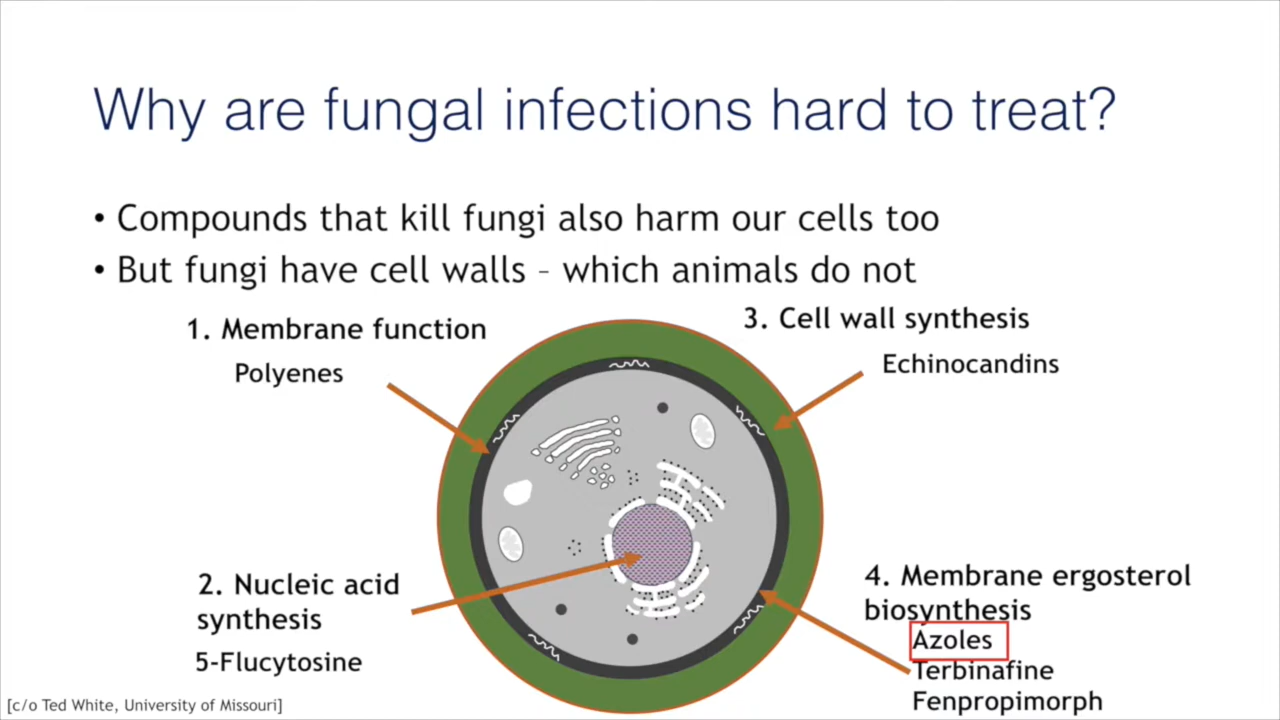 Why are fungal infections hard to treat?
• Compounds that kill fungi also harm our cells too
• But fungi have cell walls – which animals do not
1. Membrane function
Polyenes
3. Cell wall synthesis
Echinocandins
2. Nucleic acid
synthesis
5-Flucytosine
4. Membrane ergosterol
biosynthesis
Azoles
Terbinafine
Fenpropimorph
[c/o Ted White, University of Missouri]